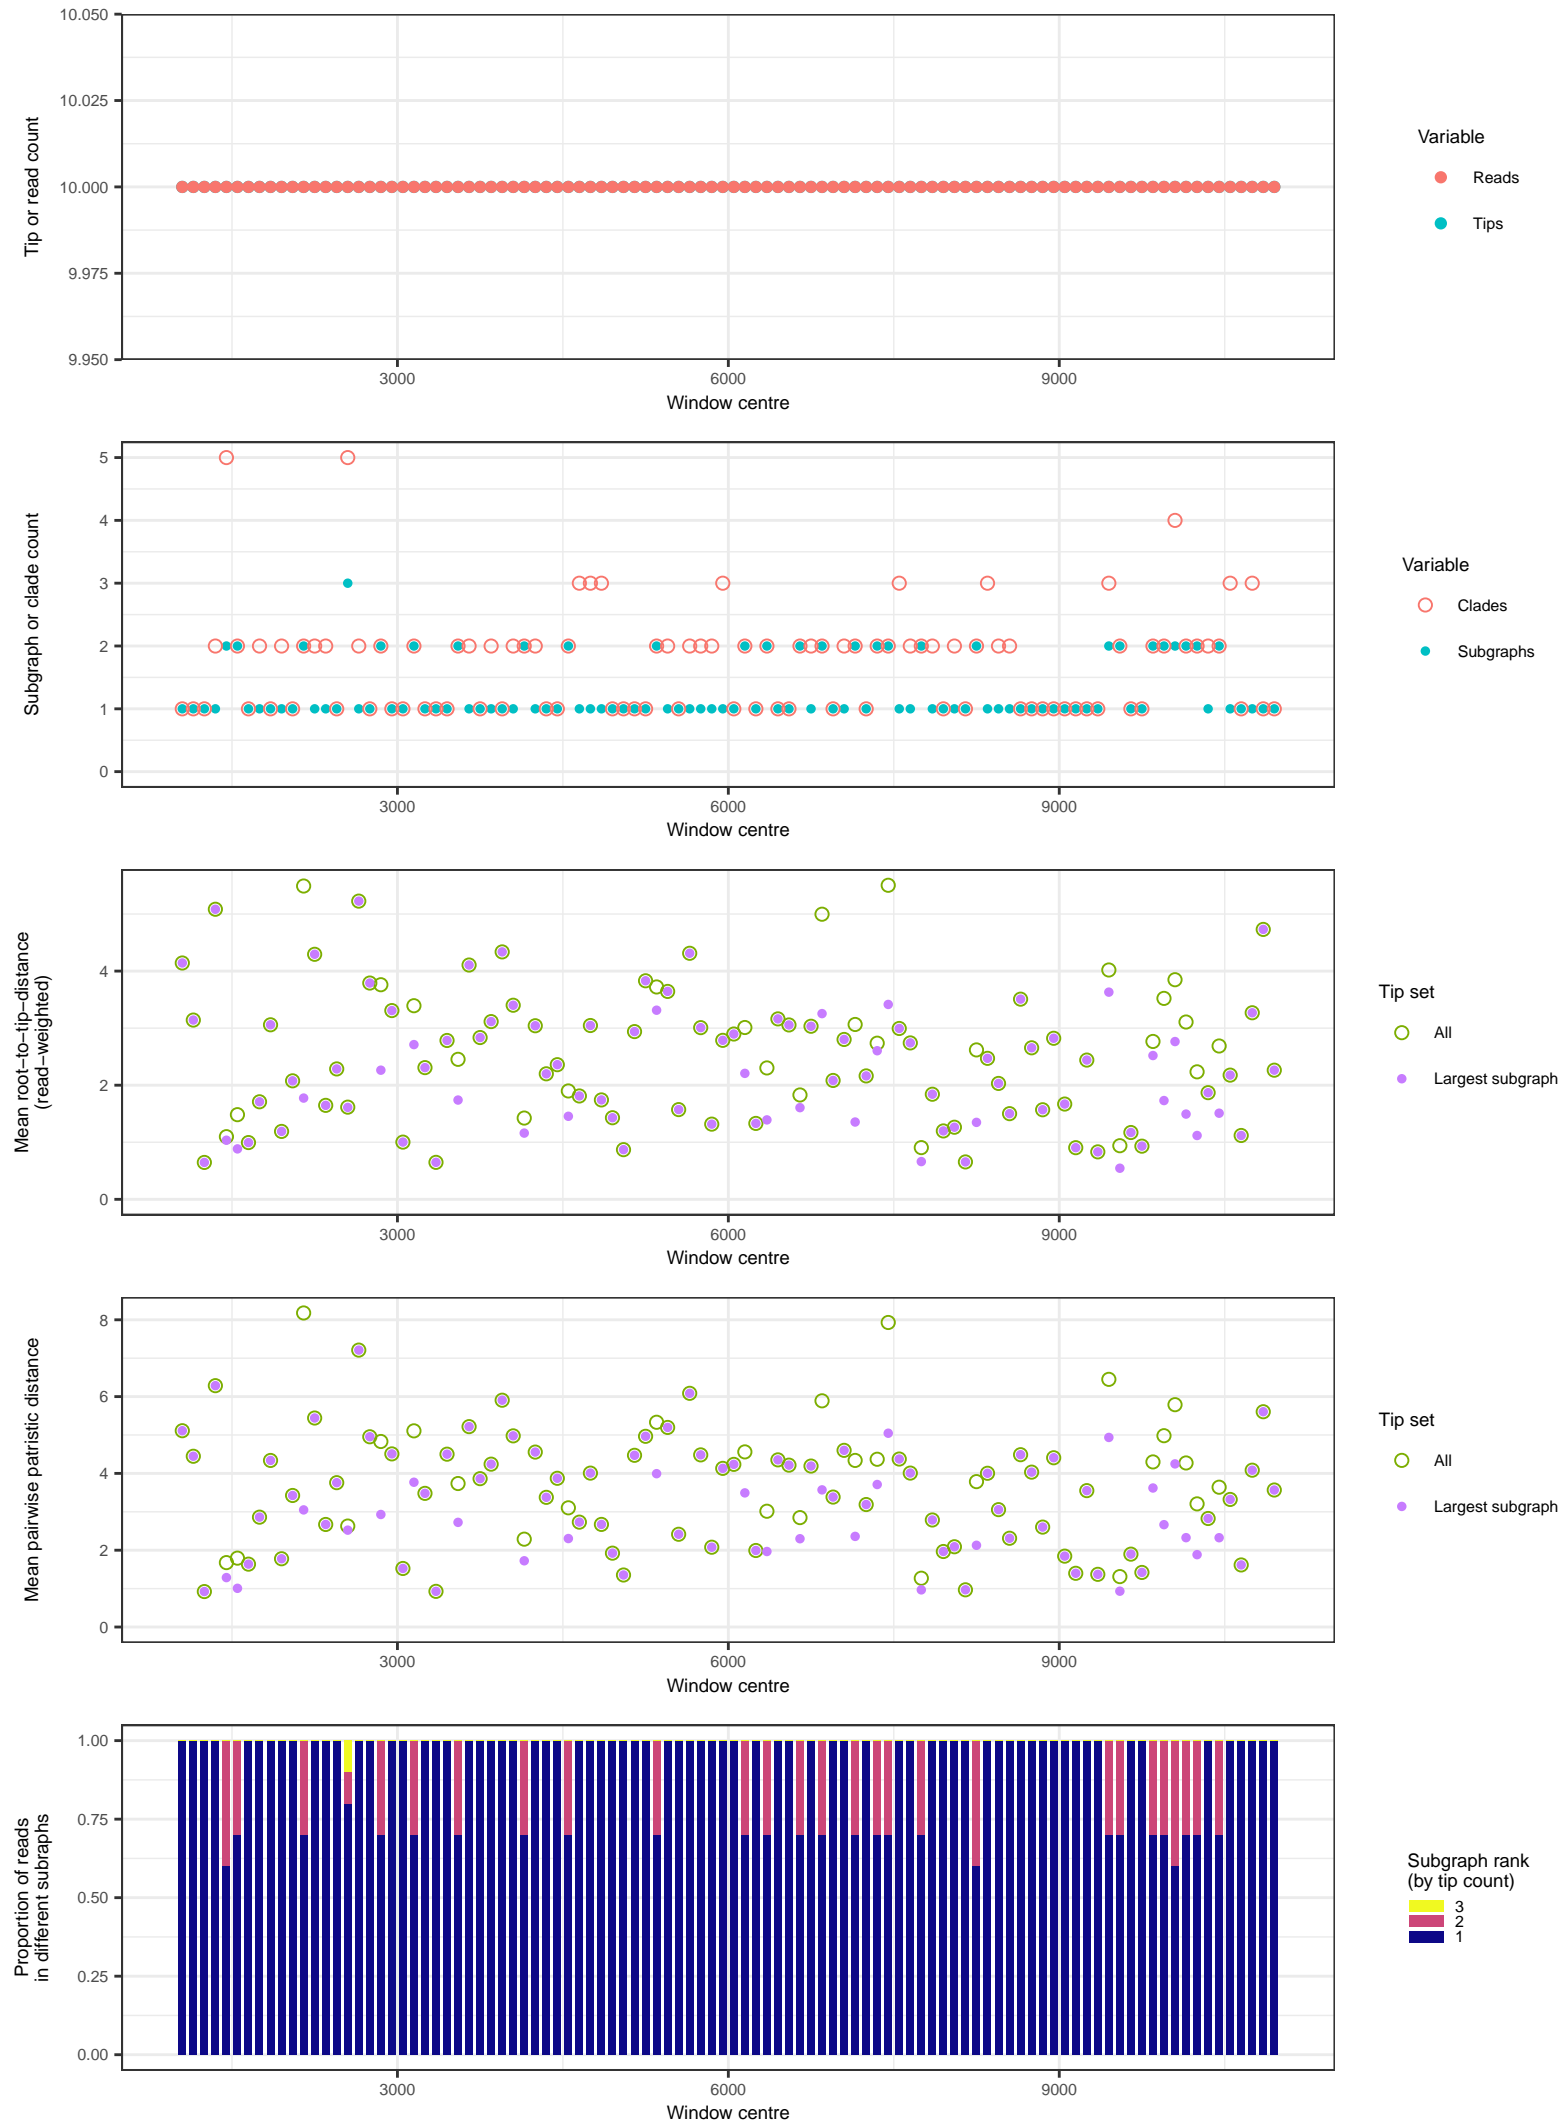 10.050
10.025
10.000
9.975
9.950
Tip or read count
3000 6000 9000
Window centre
Variable
Reads
Tips
5
4
3
2
1
0
Subgraph or clade count
3000 6000 9000
Window centre
Variable
Clades
Subgraphs
4
2
0
Mean root−to−tip−distance
(read−weighted)
3000 6000 9000
Window centre
Tip set
All
Largest subgraph
8
6
4
2
0
Mean pairwise patristic distance
3000 6000 9000
Window centre
Tip set
All
Largest subgraph
1.00
0.75
0.50
0.25
0.00
Proportion of reads
in different subraphs
3000 6000 9000
Window centre
Subgraph rank
(by tip count)
3
2
1